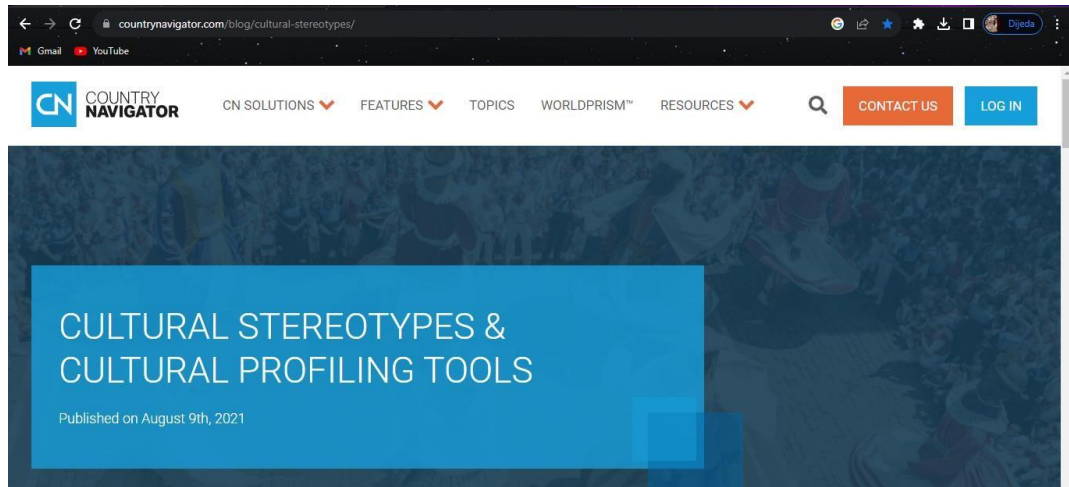 countrynavigator.com/blog/cultural-stereotypes/
Dijeda
Gmail
YouTube
CN
COUNTRY
NAVIGATOR
CN SOLUTIONS
FEATURES
TOPICS
WORLDPRISM™
RESOURCES
CONTACT US
LOG IN
CULTURAL STEREOTYPES &
CULTURAL PROFILING TOOLS
Published on August 9th, 2021